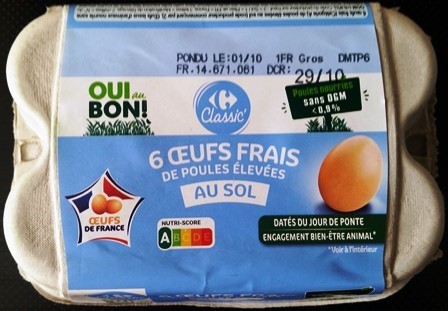 PONDU LE:01/10 1FR Gros DMTP6
FR.14.671.061 DCR: 29/10
OUI au
BON!
Classic'
Poules nourries
sans OGM
< 0,9%
6 ŒUFS FRAIS
DE POULES ÉLEVÉES
AU SOL
ŒUFS
DE FRANCE
NUTRI-SCORE
A B C D E
DATÉS DU JOUR DE PONTE
ENGAGEMENT BIEN-ÊTRE ANIMAL*
*Voir à l'intérieur